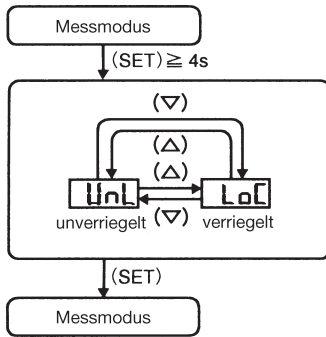 Messmodus
(SET) ≧ 4s
(▽)
(△)
(△)
UnL LoC
unverriegelt (▽) verriegelt
(SET)
Messmodus